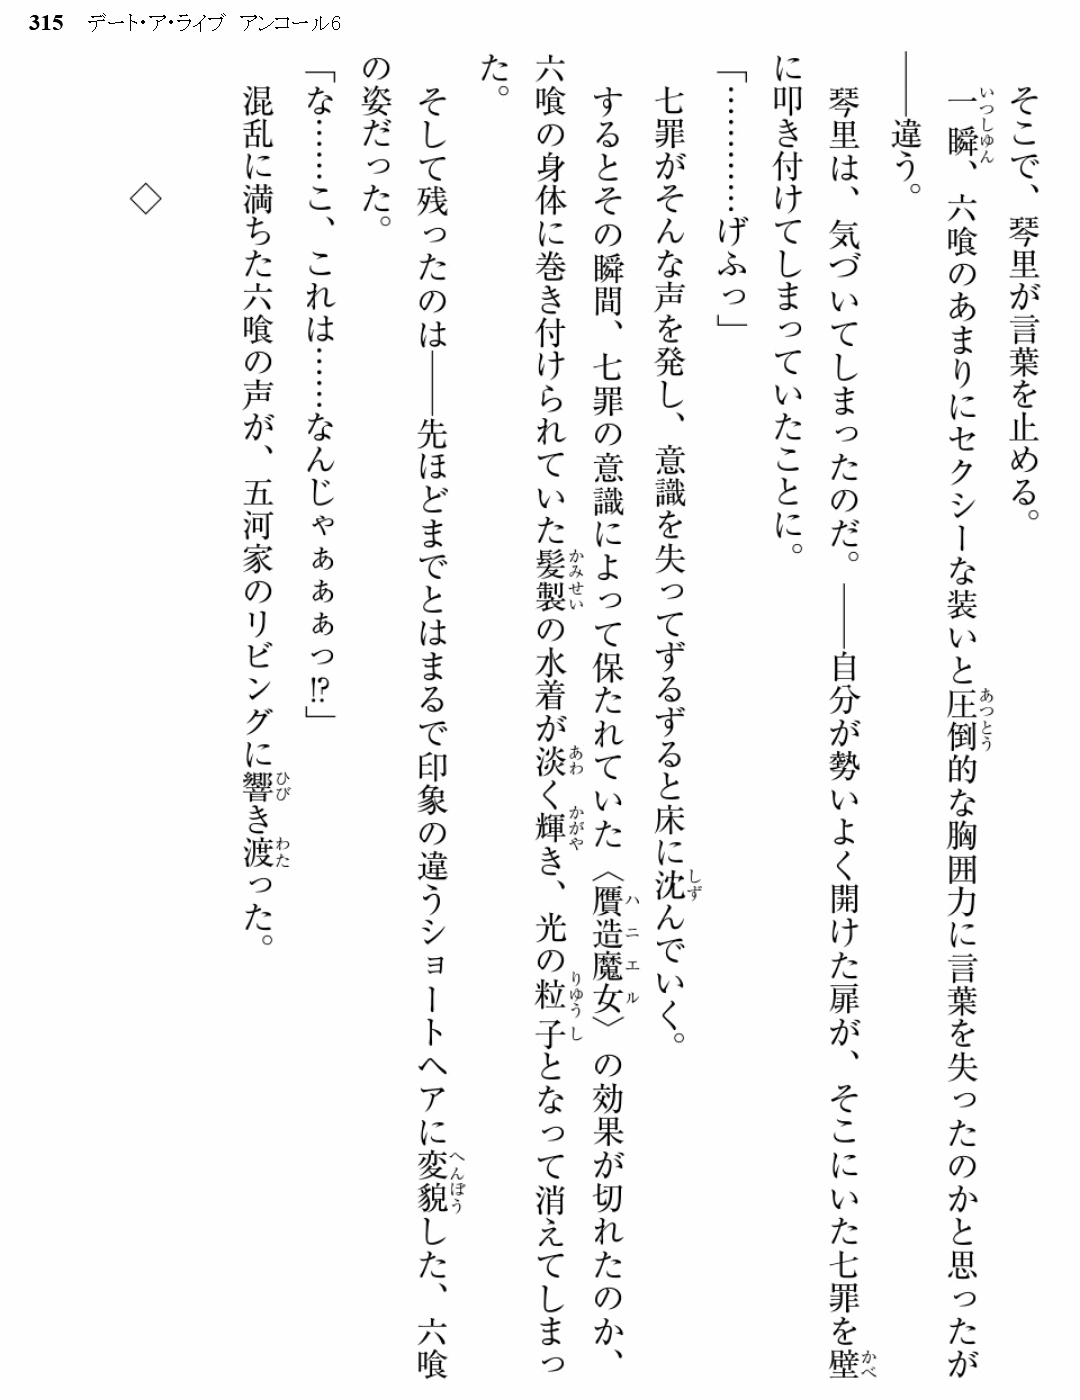 315 デート・ア・ライブ アンコール6
そこで、琴里が言葉を止める。
一瞬、六喰のあまりにセクシーな装いと圧倒的な胸囲力に言葉を失ったのかと思ったが
――違う。
琴里は、気づいてしまったのだ。――自分が勢いよく開けた扉が、そこにいた七罪を壁
に叩き付けてしまっていたことに。
「…………げふっ」
七罪がそんな声を発し、意識を失ってずるずると床に沈んでいく。
するとその瞬間、七罪の意識によって保たれていた〈贋造魔女〉の効果が切れたのか、
六喰の身体に巻き付けられていた髪製の水着が淡く輝き、光の粒子となって消えてしまっ
た。
そして残ったのは――先ほどまでとはまるで印象の違うショートヘアに変貌した、六喰
の姿だった。
「な……こ、これは……なんじゃぁぁぁっ!?」
混乱に満ちた六喰の声が、五河家のリビングに響き渡った。
◇